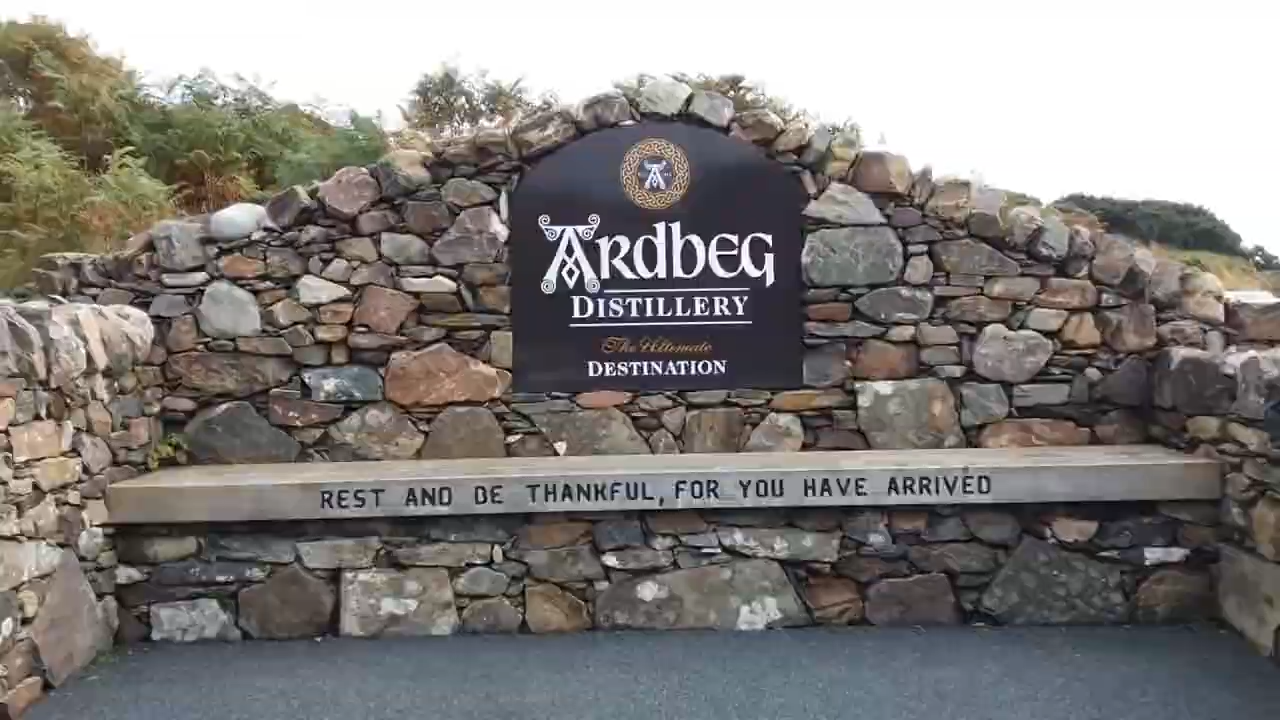 ARDBEG
DISTILLERY
The Ultimate
DESTINATION
REST AND BE THANKFUL, FOR YOU HAVE ARRIVED